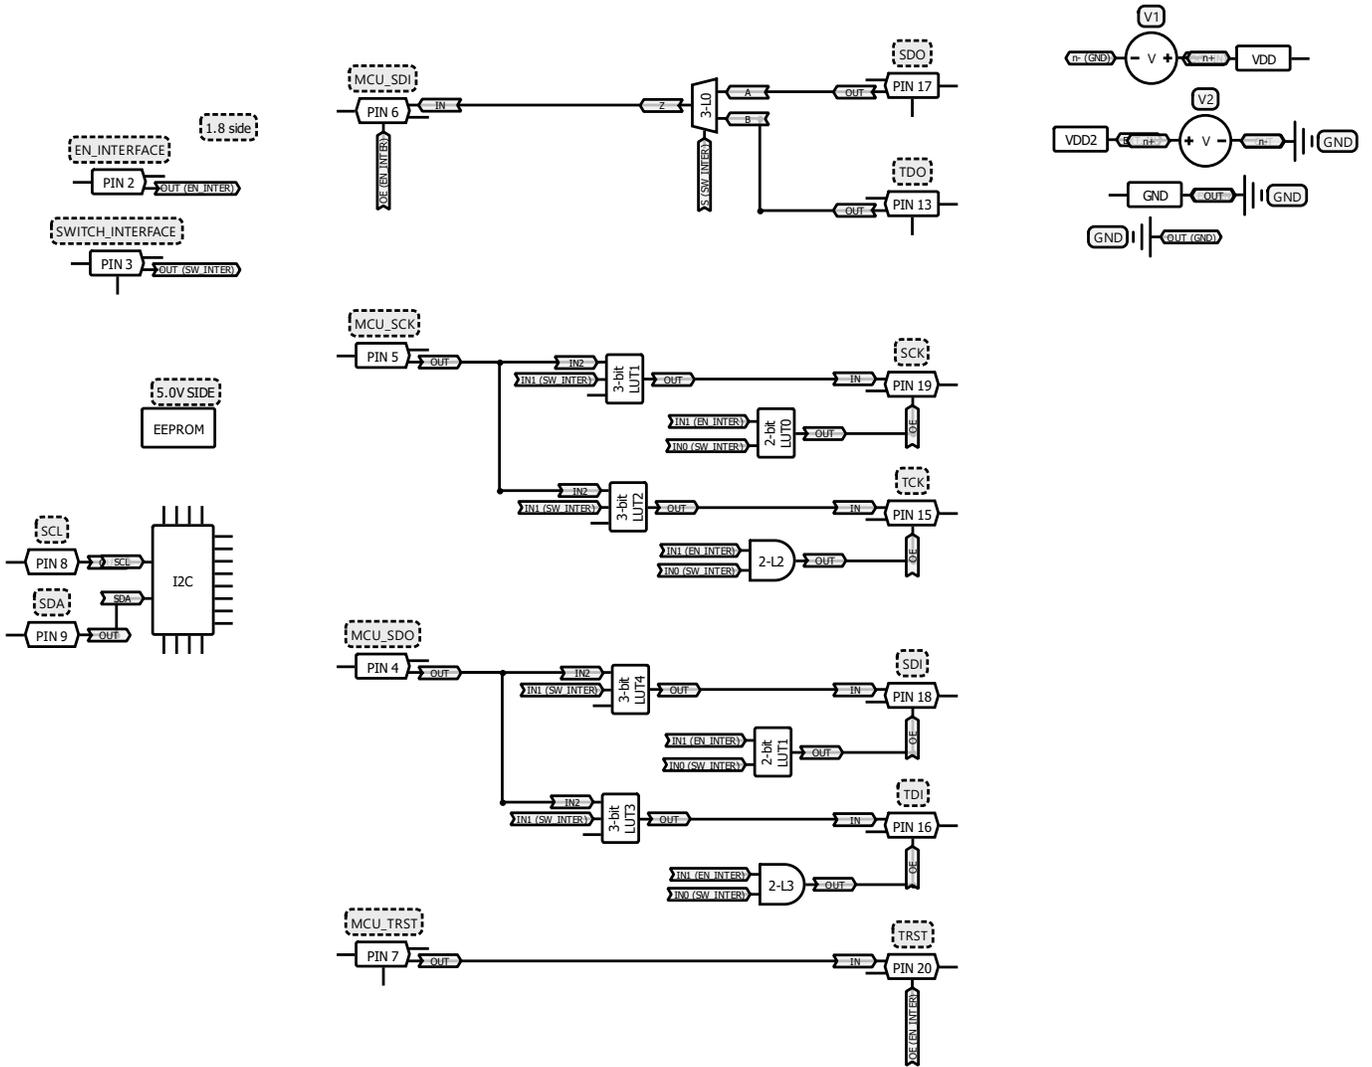 V1
n- (GND)
V
n+
VDD
V2
VDD2
n+
V
n-
GND
GND
OUT
GND
GND
OUT (GND)
1.8 side
EN_INTERFACE
PIN 2
OUT (EN_INTER)
SWITCH_INTERFACE
PIN 3
OUT (SW_INTER)
5.0V SIDE
EEPROM
SCL
PIN 8
SCL
I2C
SDA
SDA
PIN 9
OUT
MCU_SDI
PIN 6
IN
OE (EN_INTER)
Z
3-L0
S (SW_INTER)
A
B
OUT
SDO
PIN 17
TDO
OUT
PIN 13
MCU_SCK
PIN 5
OUT
IN2
IN1 (SW_INTER)
3-bit
LUT1
OUT
IN
SCK
PIN 19
OE
IN1 (EN_INTER)
IN0 (SW_INTER)
2-bit
LUT0
OUT
IN2
IN1 (SW_INTER)
3-bit
LUT2
OUT
IN
TCK
PIN 15
OE
IN1 (EN_INTER)
IN0 (SW_INTER)
2-L2
OUT
MCU_SDO
PIN 4
OUT
IN2
IN1 (SW_INTER)
3-bit
LUT4
OUT
IN
SDI
PIN 18
OE
IN1 (EN_INTER)
IN0 (SW_INTER)
2-bit
LUT1
OUT
IN2
IN1 (SW_INTER)
3-bit
LUT3
OUT
IN
TDI
PIN 16
OE
IN1 (EN_INTER)
IN0 (SW_INTER)
2-L3
OUT
MCU_TRST
PIN 7
OUT
IN
TRST
PIN 20
OE (EN_INTER)